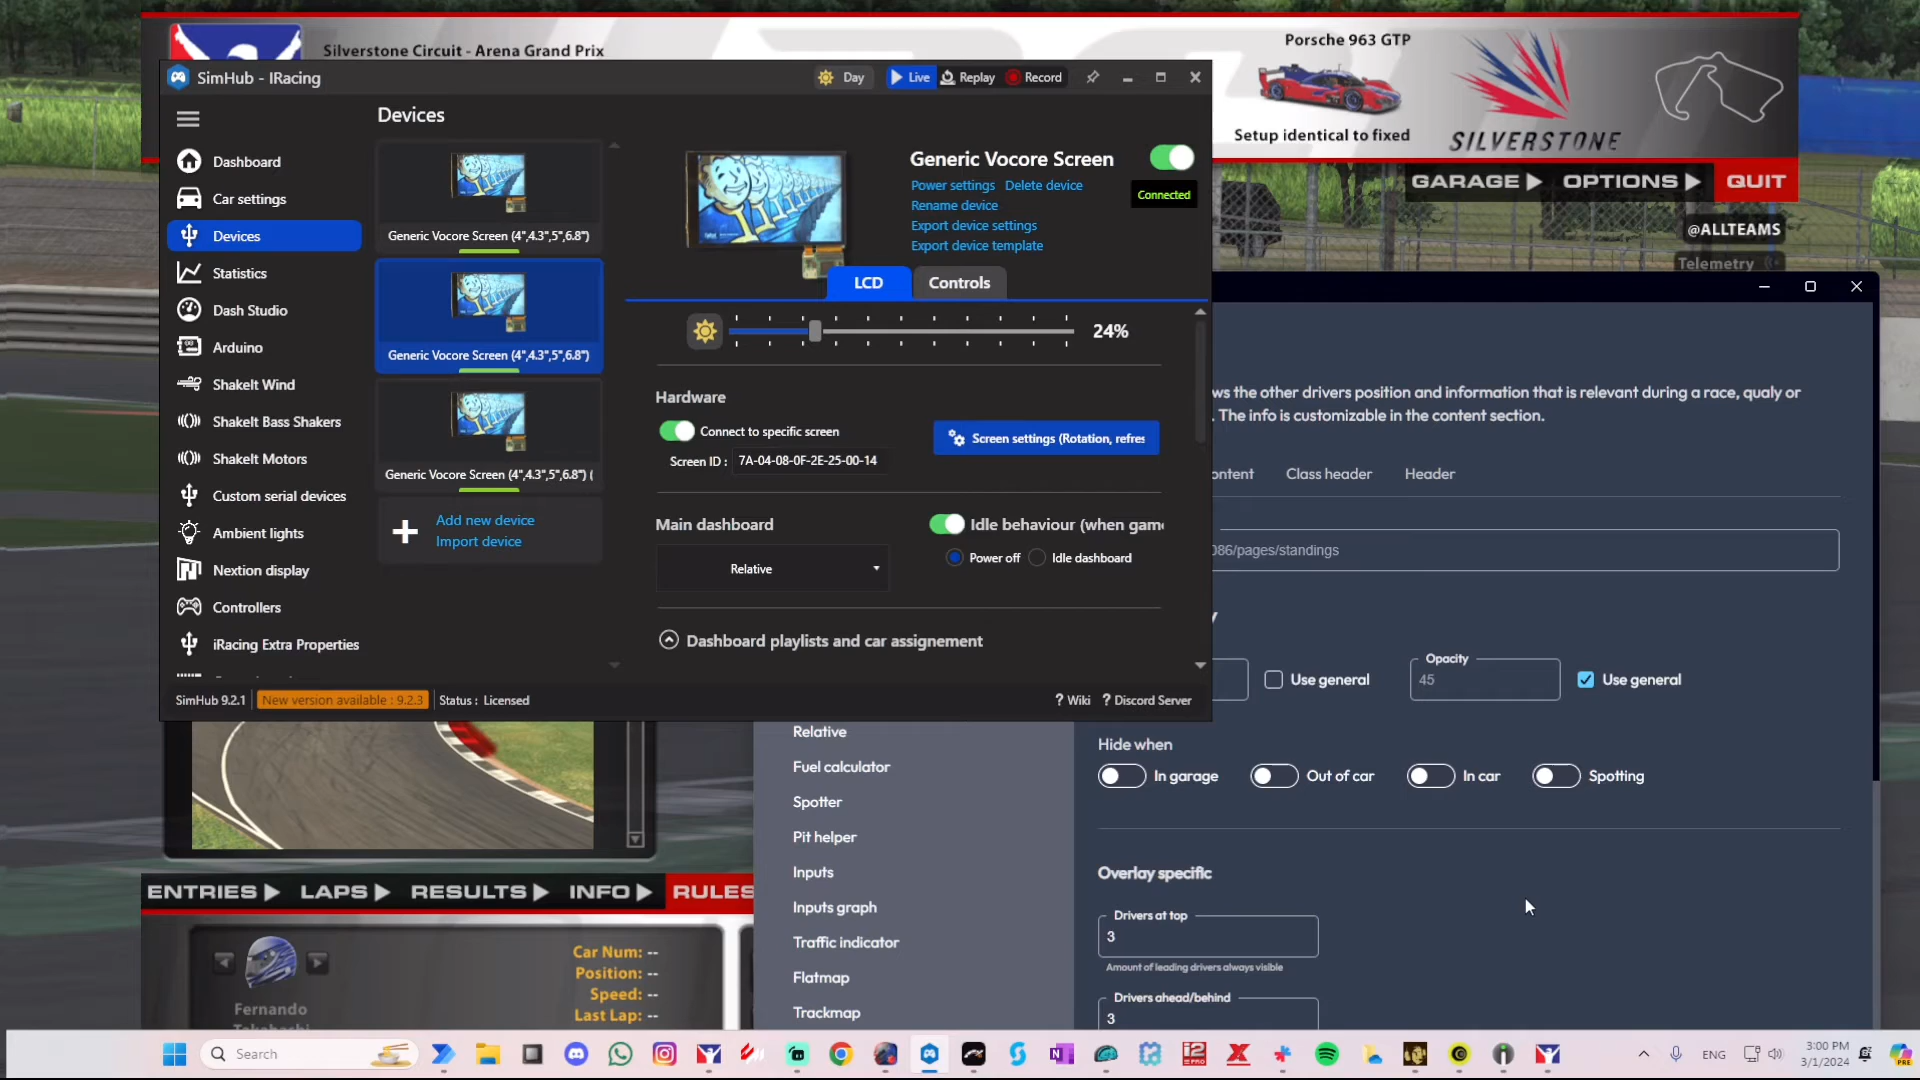 Silverstone Circuit - Arena Grand Prix
Porsche 963 GTP
Setup identical to fixed
SILVERSTONE
GARAGE
OPTIONS
QUIT
@ALLTEAMS
Telemetry
SimHub - IRacing
Day
Live
Replay
Record
Devices
Dashboard
Car settings
Devices
Statistics
Dash Studio
Arduino
ShakeIt Wind
ShakeIt Bass Shakers
ShakeIt Motors
Custom serial devices
Ambient lights
Nextion display
Controllers
iRacing Extra Properties
Generic Vocore Screen (4",4.3",5",6.8")
Generic Vocore Screen (4",4.3",5",6.8")
Generic Vocore Screen (4",4.3",5",6.8") (
Add new device
Import device
Generic Vocore Screen
Power settings Delete device
Rename device
Export device settings
Export device template
Connected
LCD
Controls
24%
Hardware
Connect to specific screen
Screen ID : 7A-04-08-0F-2E-25-00-14
Screen settings (Rotation, refres
Main dashboard
Relative
Idle behaviour (when gam
Power off
Idle dashboard
Dashboard playlists and car assignement
SimHub 9.2.1
New version available : 9.2.3
Status : Licensed
? Wiki
? Discord Server
ws the other drivers position and information that is relevant during a race, qualy or
. The info is customizable in the content section.
ontent
Class header
Header
086/pages/standings
Use general
Opacity
45
Use general
Hide when
In garage
Out of car
In car
Spotting
Overlay specific
Drivers at top
3
Amount of leading drivers always visible
Drivers ahead/behind
3
Relative
Fuel calculator
Spotter
Pit helper
Inputs
Inputs graph
Traffic indicator
Flatmap
Trackmap
ENTRIES
LAPS
RESULTS
INFO
RULES
Fernando
Car Num: --
Position: --
Speed: --
Last Lap: --
Search
ENG
3:00 PM
3/1/2024